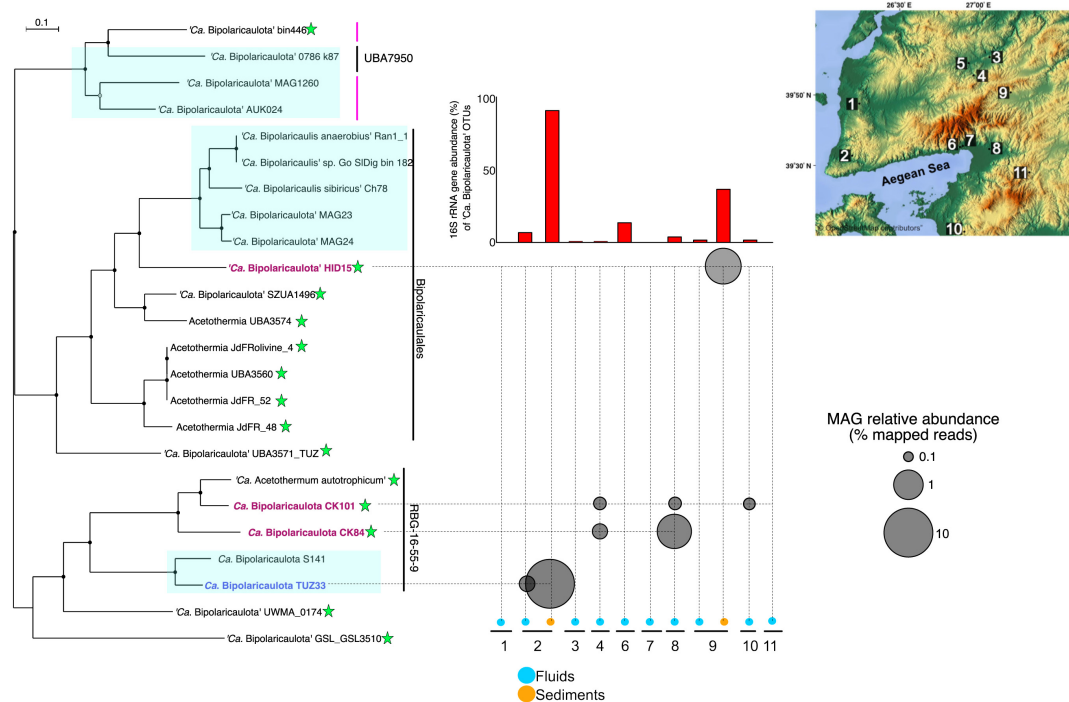 0.1
'Ca. Bipolaricaulota' bin446
'Ca. Bipolaricaulota' 0786_k87
UBA7950
'Ca. Bipolaricaulota' MAG1260
'Ca. Bipolaricaulota' AUK024
'Ca. Bipolaricaulis anaerobius' Ran1_1
'Ca. Bipolaricaulis' sp. Go SlDig bin 182
'Ca. Bipolaricaulis sibiricus' Ch78
'Ca. Bipolaricaulota' MAG23
'Ca. Bipolaricaulota' MAG24
'Ca. Bipolaricaulota' HID15
'Ca. Bipolaricaulota' SZUA1496
Acetothermia UBA3574
Acetothermia JdFRolivine_4
Acetothermia UBA3560
Acetothermia JdFR_52
Acetothermia JdFR_48
Bipolaricaulales
'Ca. Bipolaricaulota' UBA3571_TUZ
'Ca. Acetothermum autotrophicum'
Ca. Bipolaricaulota CK101
Ca. Bipolaricaulota CK84
Ca. Bipolaricaulota S141
Ca. Bipolaricaulota TUZ33
RBG-16-55-9
'Ca. Bipolaricaulota' UWMA_0174
'Ca. Bipolaricaulota' GSL_GSL3510
16S rRNA gene abundance (%)
of 'Ca. Bipolaricaulota' OTUs
100
50
0
1 2 3 4 6 7 8 9 10 11
Fluids
Sediments
26°30' E 27°00' E
39°50' N
39°30' N
5
3
4
9
1
6
7
8
2
11
10
Aegean Sea
© OpenStreetMap contributors"
MAG relative abundance
(% mapped reads)
0.1
1
10